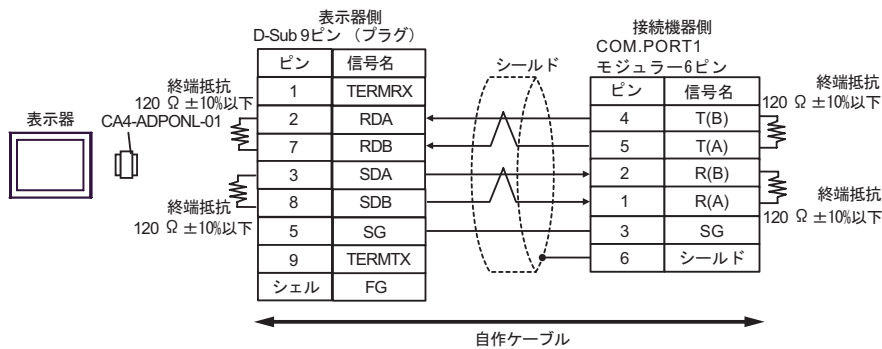 表示器側
D-Sub 9ピン （プラグ）
接続機器側
COM.PORT1
モジュラー6ピン
シールド
ピン 信号名
1 TERMRX
2 RDA
7 RDB
3 SDA
8 SDB
5 SG
9 TERMTX
シェル FG
ピン 信号名
4 T(B)
5 T(A)
2 R(B)
1 R(A)
3 SG
6 シールド
終端抵抗
120 Ω ±10%以下
表示器
CA4-ADPONL-01
終端抵抗
120 Ω ±10%以下
終端抵抗
120 Ω ±10%以下
終端抵抗
120 Ω ±10%以下
自作ケーブル